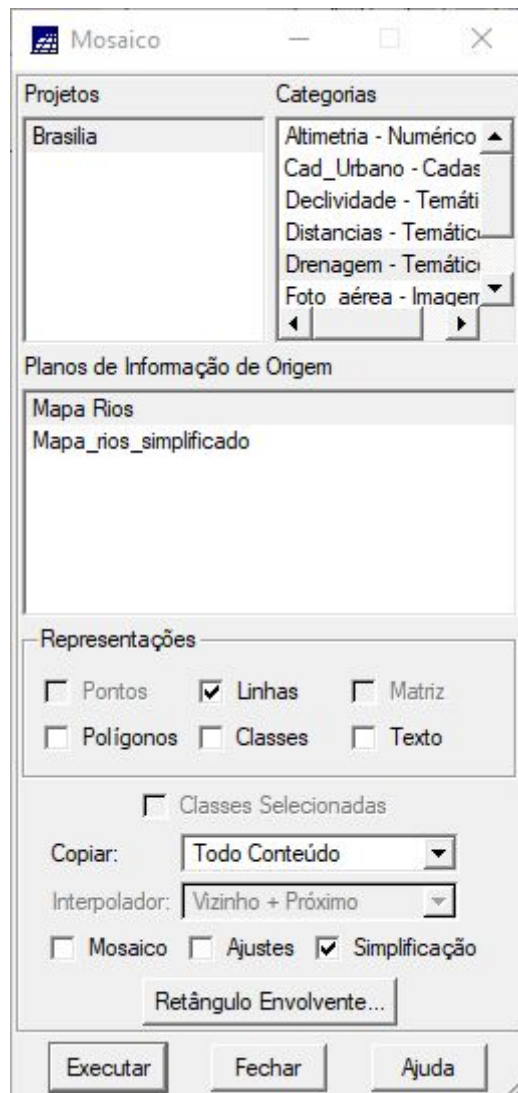 Mosaico
Projetos
Categorias
Brasilia
Altimetria - Numérico
Cad_Urbano - Cadas
Declividade - Temáti
Distancias - Temátic
Drenagem - Temático
Foto_aérea - Imagem
Planos de Informação de Origem
Mapa Rios
Mapa_rios_simplificado
Representações
Pontos Linhas Matriz
Polígonos Classes Texto
Classes Selecionadas
Copiar: Todo Conteúdo
Interpolador: Vizinho + Próximo
Mosaico Ajustes Simplificação
Retângulo Envolvente...
Executar Fechar Ajuda